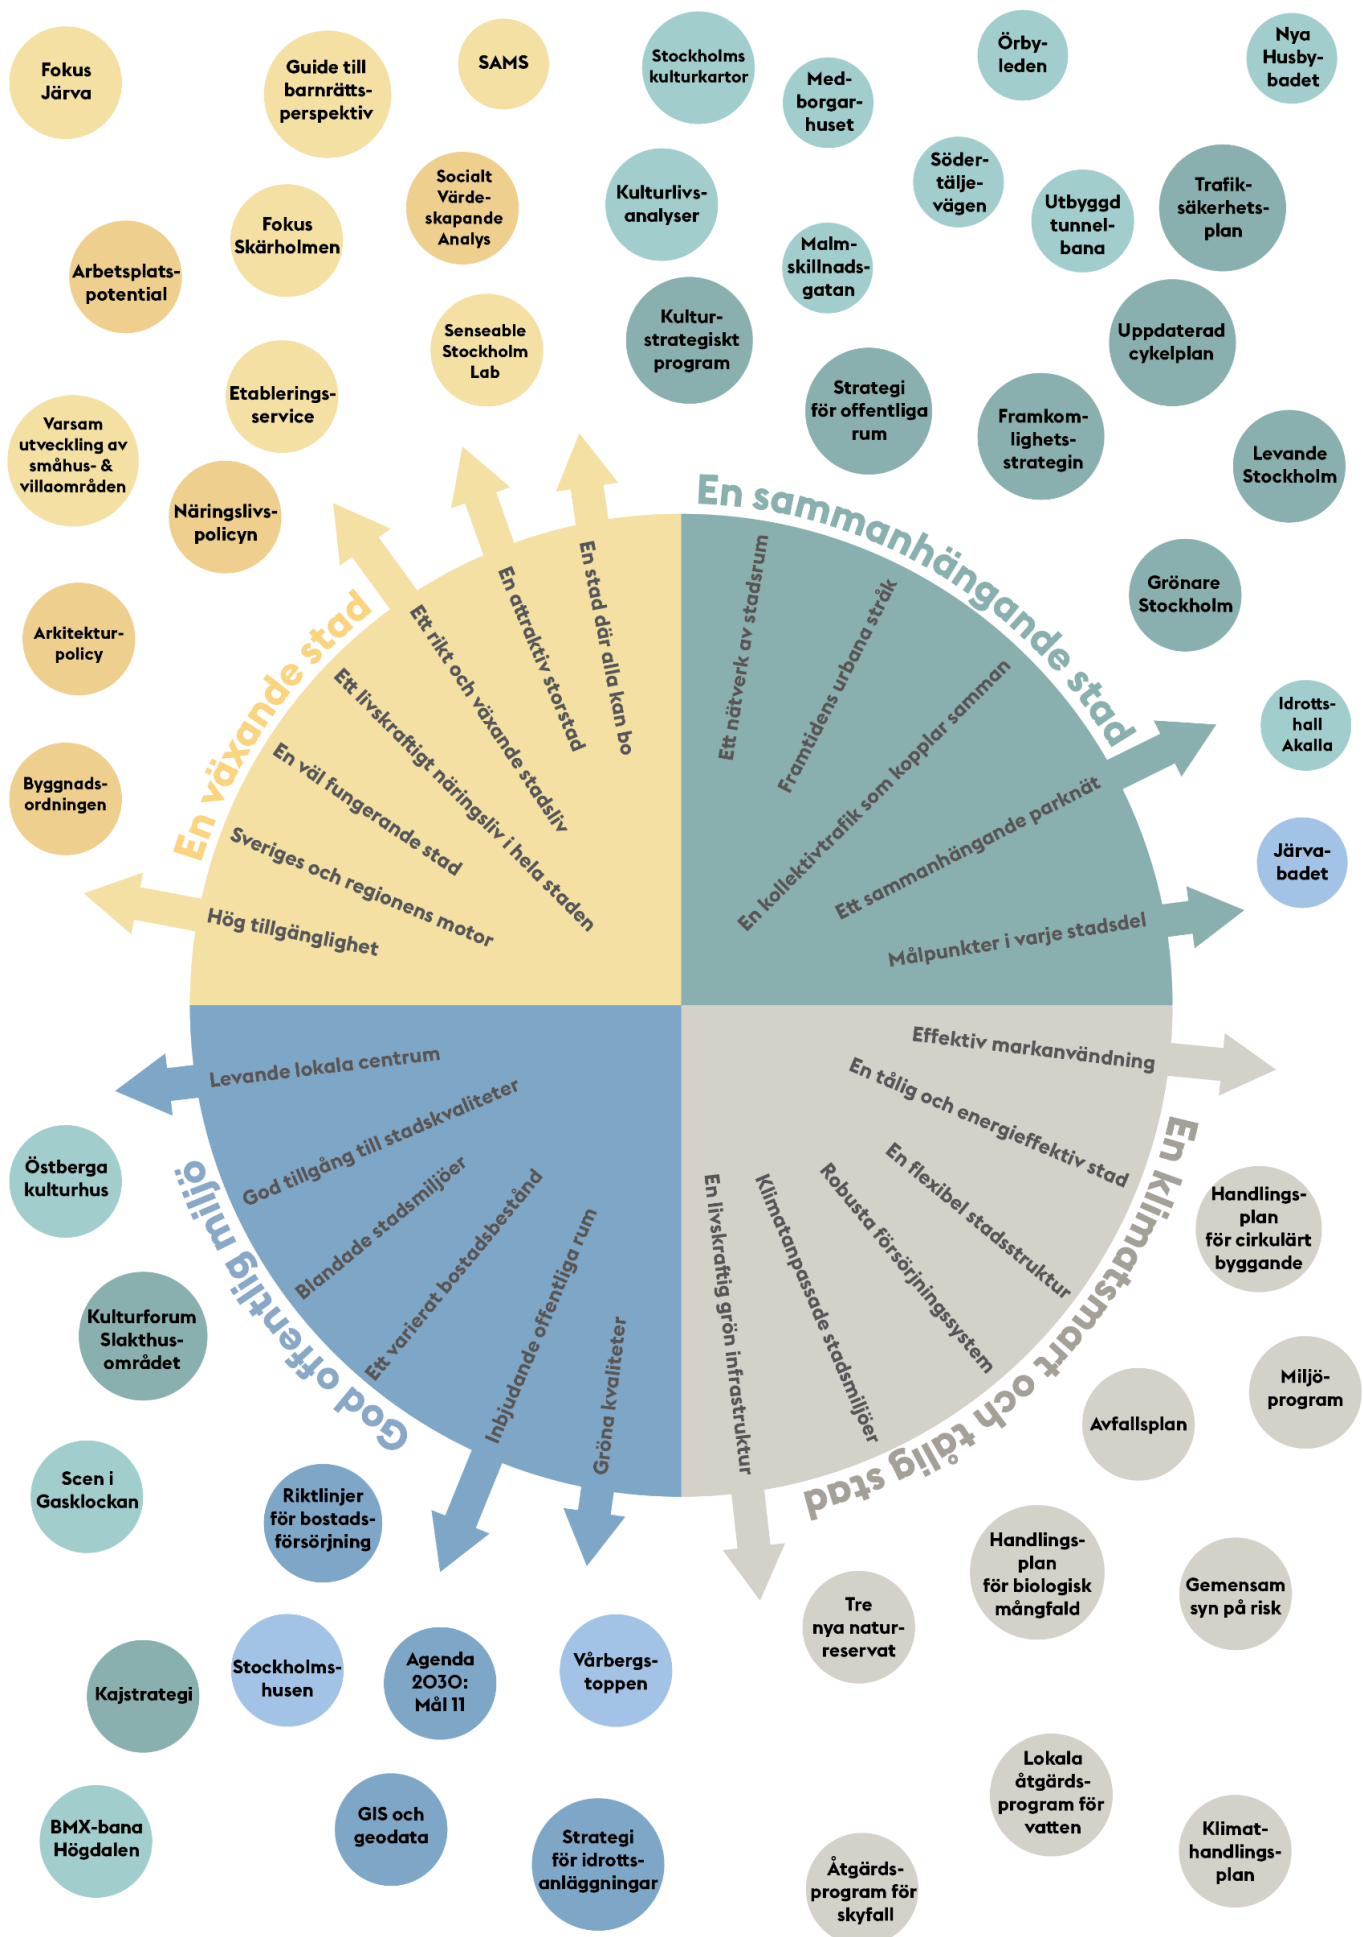 Fokus
Järva
Guide till
barnrätts-
perspektiv
SAMS
Stockholms
kulturkartor
Med-
borgar-
huset
Örby-
leden
Nya
Husby-
badet
Socialt
Värde-
skapande
Analys
Kulturlivs-
analyser
Söder-
tälje-
vägen
Utbyggd
tunnel-
bana
Trafik-
säkerhets-
plan
Fokus
Skärholmen
Arbetsplats-
potential
Malm-
skillnads-
gatan
Senseable
Stockholm
Lab
Kultur-
strategiskt
program
Uppdaterad
cykelplan
Etablerings-
service
Strategi
för offentliga
rum
Framkom-
lighets-
strategin
Varsam
utveckling av
småhus- &
villaområden
Levande
Stockholm
Näringslivs-
policyn
Grönare
Stockholm
Arkitektur-
policy
Idrotts-
hall
Akalla
Byggnads-
ordningen
Järva-
badet
En växande stad
Hög tillgänglighet
Sveriges och regionens motor
En väl fungerande stad
Ett livskraftigt näringsliv i hela staden
Ett rikt och växande stadsliv
En attraktiv storstad
En stad där alla kan bo
En sammanhängande stad
Ett nätverk av stadsrum
Framtidens urbana stråk
En kollektivtrafik som kopplar samman
Ett sammanhängande parknät
Målpunkter i varje stadsdel
En klimatsmart och tålig stad
Effektiv markanvändning
En tålig och energieffektiv stad
En flexibel stadsstruktur
Robusta försörjningssystem
Klimatanpassade stadsmiljöer
En livskraftig grön infrastruktur
God offentlig miljö
Levande lokala centrum
God tillgång till stadskvaliteter
Blandade stadsmiljöer
Ett varierat bostadsbestånd
Inbjudande offentliga rum
Gröna kvaliteter
Östberga
kulturhus
Handlings-
plan
för cirkulärt
byggande
Kulturforum
Slakthus-
området
Miljö-
program
Avfallsplan
Scen i
Gasklockan
Riktlinjer
för bostads-
försörjning
Handlings-
plan
för biologisk
mångfald
Gemensam
syn på risk
Tre
nya natur-
reservat
Stockholms-
husen
Agenda
2030:
Mål 11
Vårbergs-
toppen
Kajstrategi
Lokala
åtgärds-
program för
vatten
GIS och
geodata
BMX-bana
Högdalen
Strategi
för idrotts-
anläggningar
Klimat-
handlings-
plan
Åtgärds-
program för
skyfall